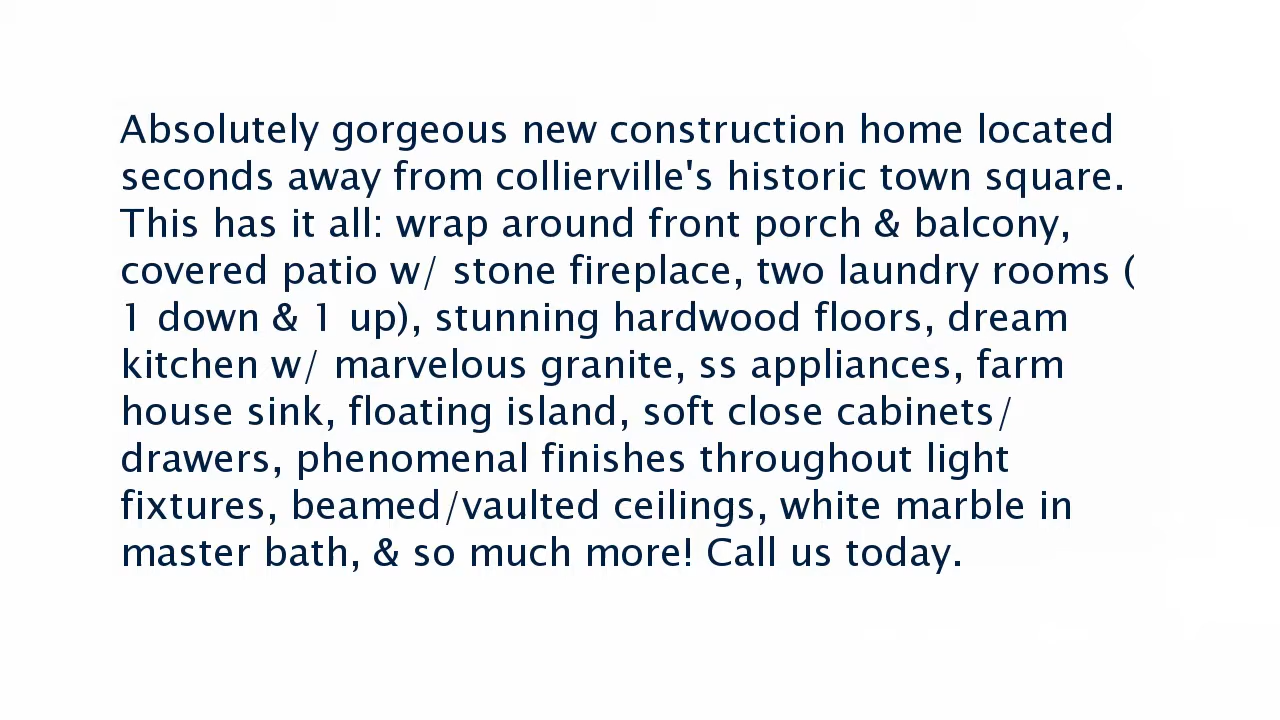 Absolutely gorgeous new construction home located
seconds away from collierville's historic town square.
This has it all: wrap around front porch & balcony,
covered patio w/ stone fireplace, two laundry rooms (
1 down & 1 up), stunning hardwood floors, dream
kitchen w/ marvelous granite, ss appliances, farm
house sink, floating island, soft close cabinets/
drawers, phenomenal finishes throughout light
fixtures, beamed/vaulted ceilings, white marble in
master bath, & so much more! Call us today.